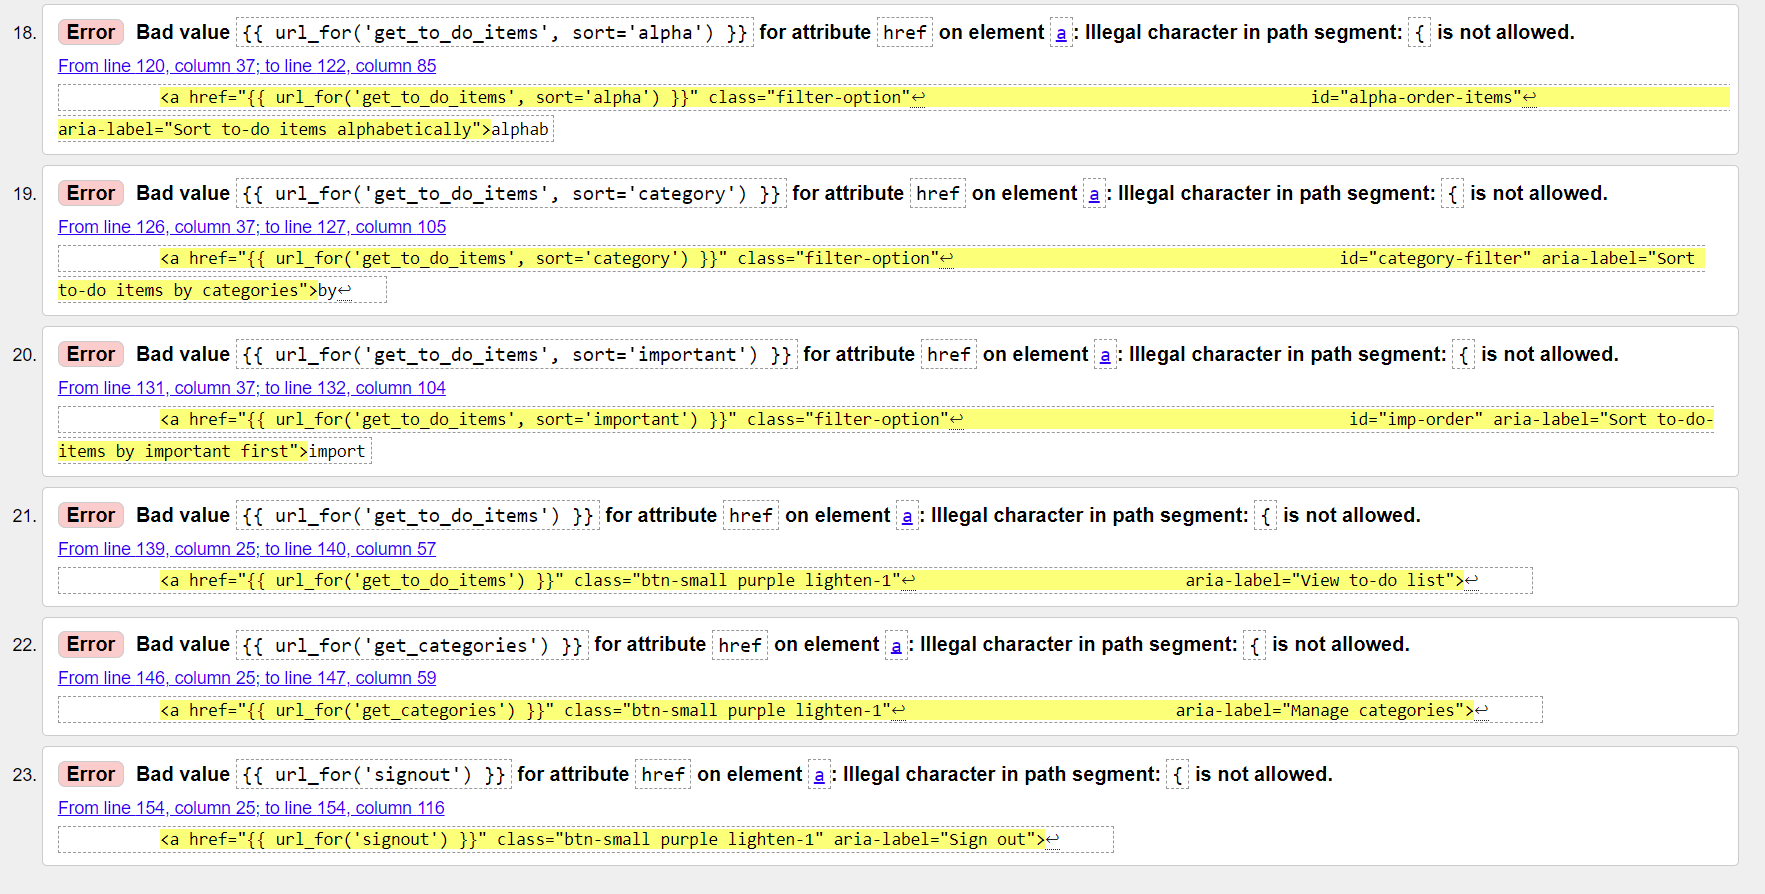 18. Error Bad value {{ url_for('get_to_do_items', sort='alpha') }} for attribute href on element a: Illegal character in path segment: { is not allowed.
From line 120, column 37; to line 122, column 85
<a href="{{ url_for('get_to_do_items', sort='alpha') }}" class="filter-option"↩ id="alpha-order-items"↩
aria-label="Sort to-do items alphabetically">alphab
19. Error Bad value {{ url_for('get_to_do_items', sort='category') }} for attribute href on element a: Illegal character in path segment: { is not allowed.
From line 126, column 37; to line 127, column 105
<a href="{{ url_for('get_to_do_items', sort='category') }}" class="filter-option"↩ id="category-filter" aria-label="Sort
to-do items by categories">by↩
20. Error Bad value {{ url_for('get_to_do_items', sort='important') }} for attribute href on element a: Illegal character in path segment: { is not allowed.
From line 131, column 37; to line 132, column 104
<a href="{{ url_for('get_to_do_items', sort='important') }}" class="filter-option"↩ id="imp-order" aria-label="Sort to-do-
items by important first">import
21. Error Bad value {{ url_for('get_to_do_items') }} for attribute href on element a: Illegal character in path segment: { is not allowed.
From line 139, column 25; to line 140, column 57
<a href="{{ url_for('get_to_do_items') }}" class="btn-small purple lighten-1"↩ aria-label="View to-do list">↩
22. Error Bad value {{ url_for('get_categories') }} for attribute href on element a: Illegal character in path segment: { is not allowed.
From line 146, column 25; to line 147, column 59
<a href="{{ url_for('get_categories') }}" class="btn-small purple lighten-1"↩ aria-label="Manage categories">↩
23. Error Bad value {{ url_for('signout') }} for attribute href on element a: Illegal character in path segment: { is not allowed.
From line 154, column 25; to line 154, column 116
<a href="{{ url_for('signout') }}" class="btn-small purple lighten-1" aria-label="Sign out">↩